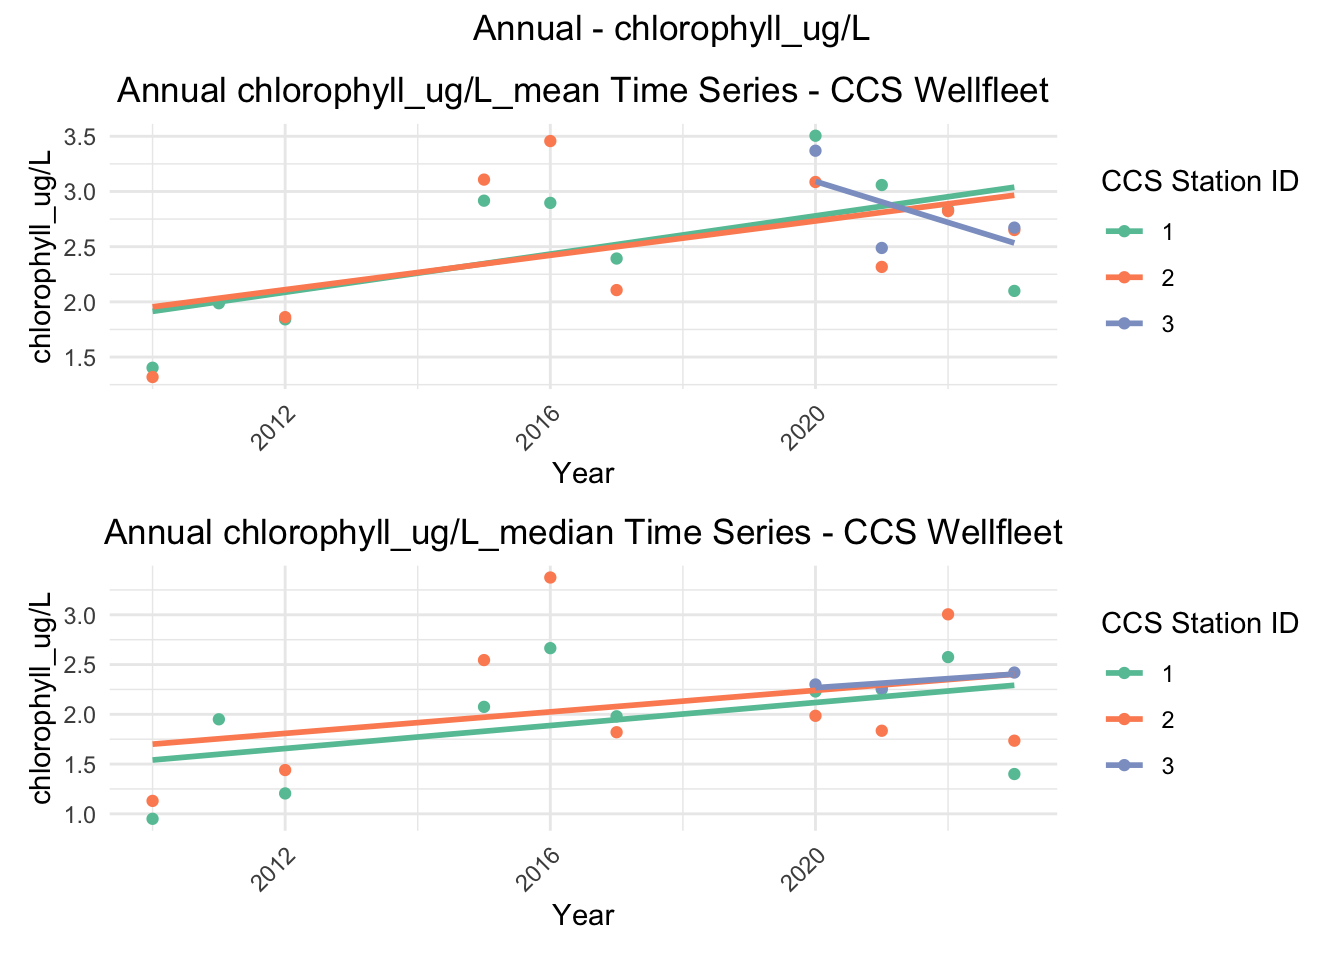 Annual - chlorophyll_ug/L
Annual chlorophyll_ug/L_mean Time Series - CCS Wellfleet
chlorophyll_ug/L
3.5
3.0
2.5
2.0
1.5
2012
2016
2020
Year
CCS Station ID
1
2
3
Annual chlorophyll_ug/L_median Time Series - CCS Wellfleet
chlorophyll_ug/L
3.0
2.5
2.0
1.5
1.0
2012
2016
2020
Year
CCS Station ID
1
2
3